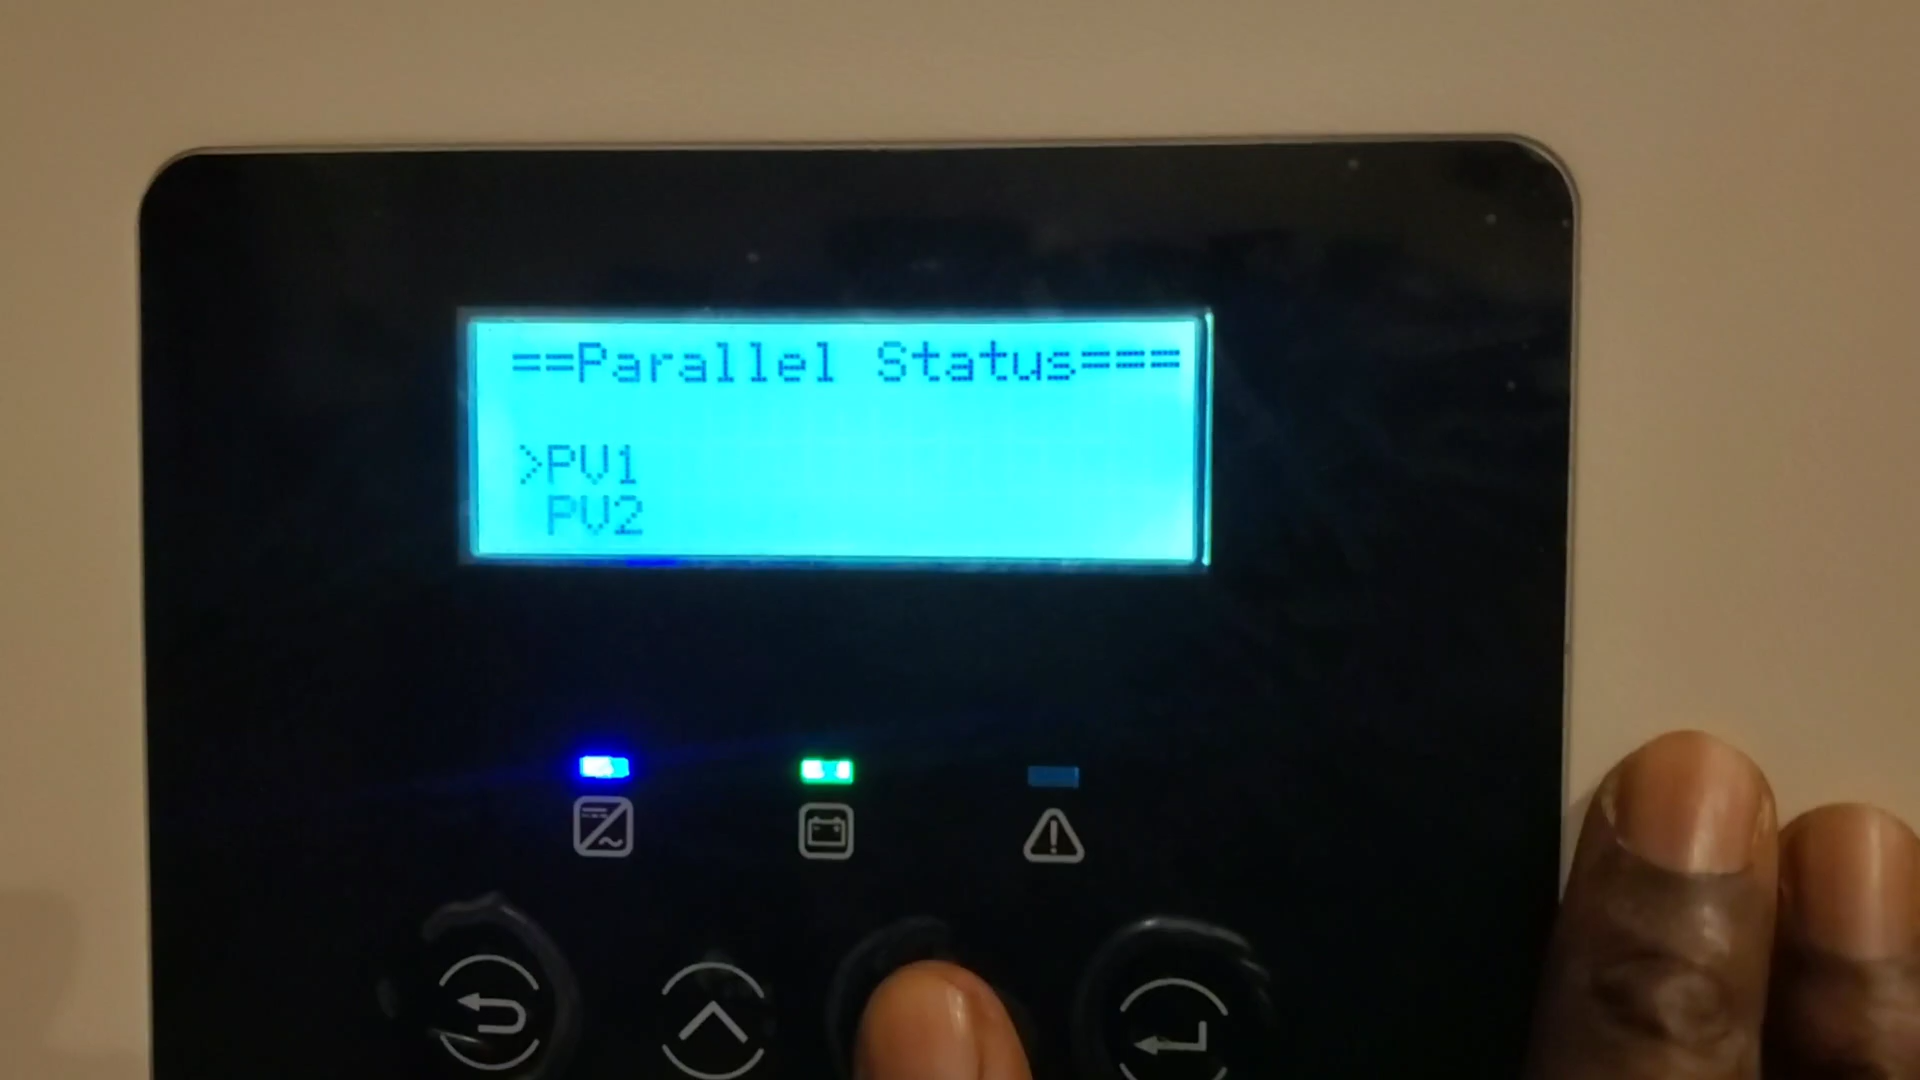 ==Parallel Status===
>PV1
PV2